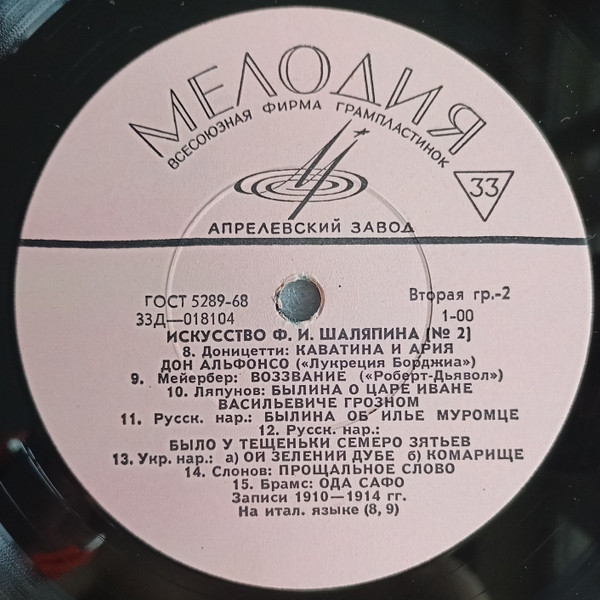 МЕЛОДИЯ
ВСЕСОЮЗНАЯ ФИРМА ГРАМПЛАСТИНОК
33
АПРЕЛЕВСКИЙ ЗАВОД
ГОСТ 5289-68 Вторая гр.-2
33Д—018104 1-00
ИСКУССТВО Ф. И. ШАЛЯПИНА (№ 2)
8. Доницетти: КАВАТИНА И АРИЯ
ДОН АЛЬФОНСО («Лукреция Борджиа»)
9. Мейербер: ВОЗЗВАНИЕ («Роберт-Дьявол»)
10. Ляпунов: БЫЛИНА О ЦАРЕ ИВАНЕ
ВАСИЛЬЕВИЧЕ ГРОЗНОМ
11. Русск. нар.: БЫЛИНА ОБ ИЛЬЕ МУРОМЦЕ
12. Русск. нар.:
БЫЛО У ТЕЩЕНЬКИ СЕМЕРО ЗЯТЬЕВ
13. Укр. нар.: а) ОЙ ЗЕЛЕНИЙ ДУБЕ б) КОМАРИЩЕ
14. Слонов: ПРОЩАЛЬНОЕ СЛОВО
15. Брамс: ОДА САФО
Записи 1910—1914 гг.
На итал. языке (8, 9)